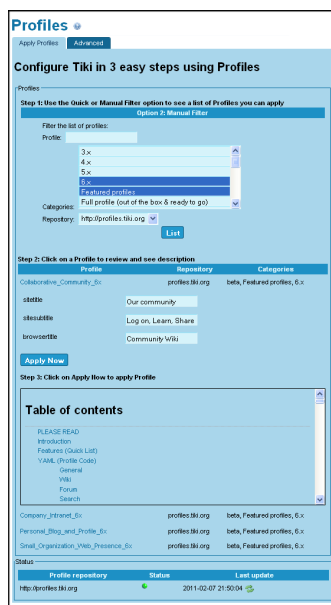 Profiles
Apply Profiles Advanced
Configure Tiki in 3 easy steps using Profiles
Profiles
Step 1: Use the Quick or Manual Filter option to see a list of Profiles you can apply
Option 2: Manual Filter
Filter the list of profiles:
Profile:
3.x
4.x
5.x
6.x
Featured profiles
Categories: Full profile (out of the box & ready to go)
Repository: http://profiles.tiki.org
List
Step 2: Click on a Profile to review and see description
Profile Repository Categories
Collaborative_Community_6x profiles.tiki.org beta, Featured profiles, 6.x
sitetitle Our community
sitesubtitle Log on, Learn, Share
browsertitle Community Wiki
Apply Now
Step 3: Click on Apply Now to apply Profile
Table of contents
PLEASE READ
Introduction
Features (Quick List)
YAML (Profile Code)
General
Wiki
Forum
Search
Company_Intranet_6x profiles.tiki.org beta, Featured profiles, 6.x
Personal_Blog_and_Profile_6x profiles.tiki.org beta, Featured profiles, 6.x
Small_Organization_Web_Presence_6x profiles.tiki.org beta, Featured profiles, 6.x
Status
Profile repository Status Last update
http://profiles.tiki.org 2011-02-07 21:50:04